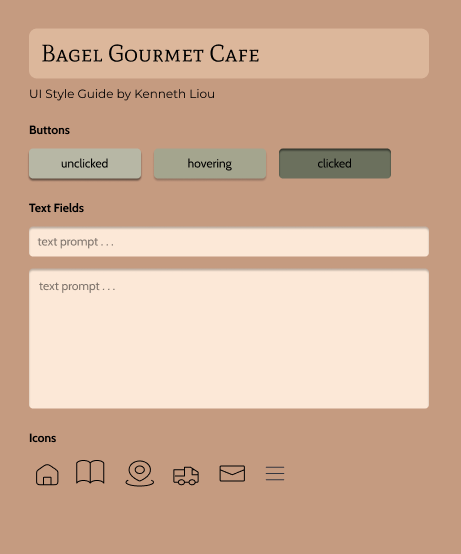 Bagel Gourmet Cafe
UI Style Guide by Kenneth Liou
Buttons
unclicked hovering clicked
Text Fields
text prompt . . .
text prompt . . .
Icons